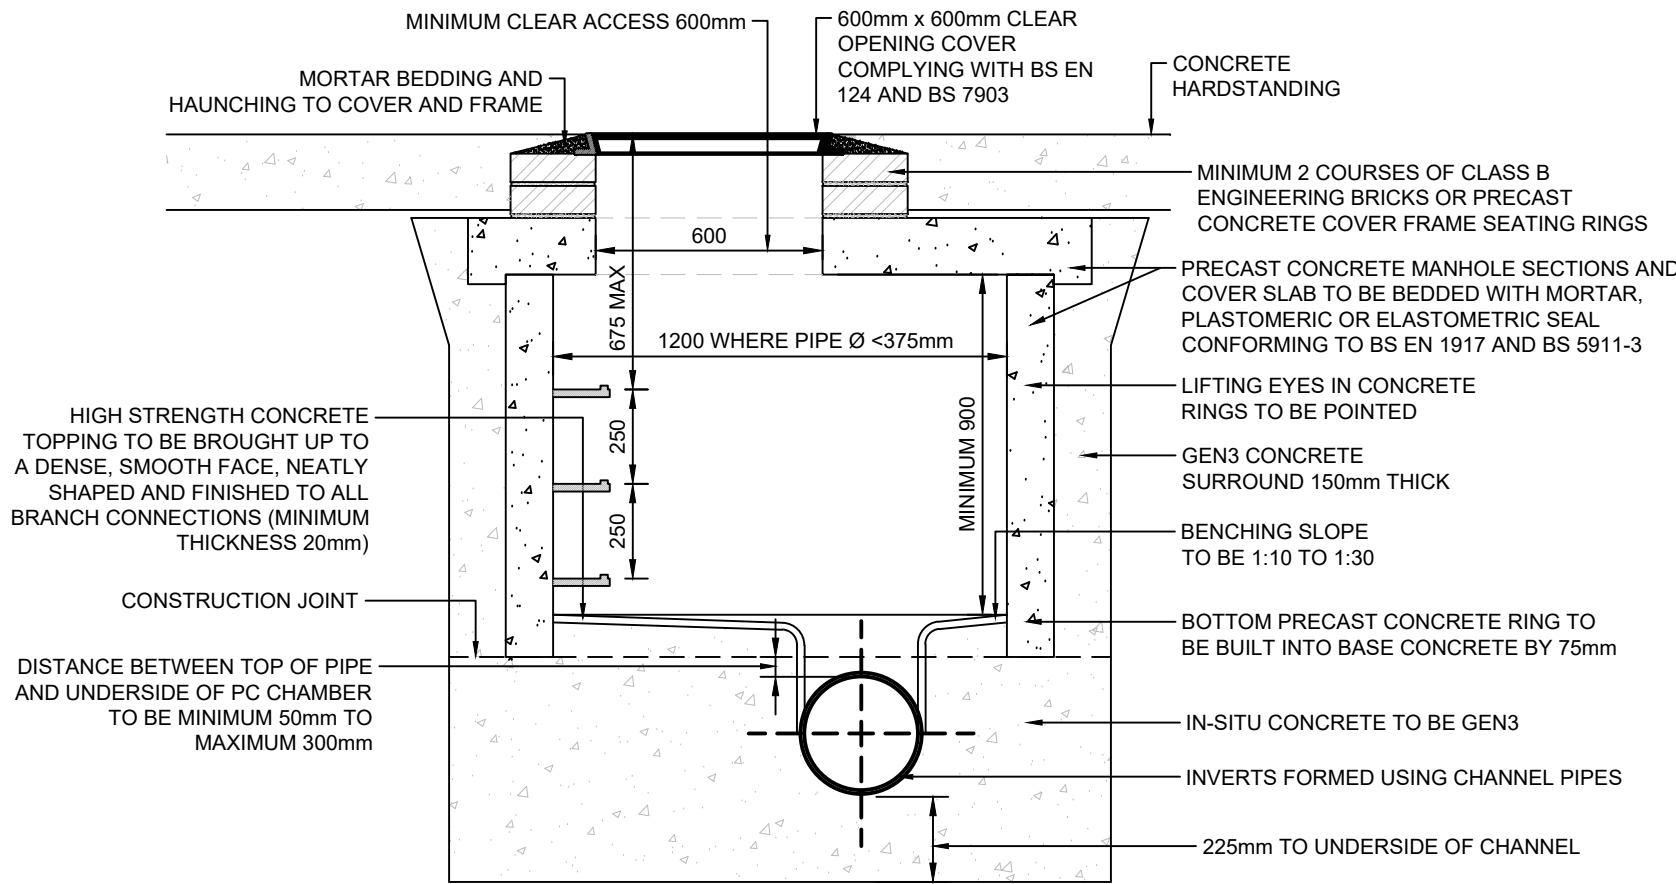 MINIMUM CLEAR ACCESS 600mm
600mm x 600mm CLEAR
OPENING COVER
COMPLYING WITH BS EN
124 AND BS 7903
CONCRETE
HARDSTANDING
MORTAR BEDDING AND
HAUNCHING TO COVER AND FRAME
MINIMUM 2 COURSES OF CLASS B
ENGINEERING BRICKS OR PRECAST
CONCRETE COVER FRAME SEATING RINGS
600
675 MAX
PRECAST CONCRETE MANHOLE SECTIONS AND
COVER SLAB TO BE BEDDED WITH MORTAR,
PLASTOMERIC OR ELASTOMETRIC SEAL
CONFORMING TO BS EN 1917 AND BS 5911-3
1200 WHERE PIPE Ø <375mm
LIFTING EYES IN CONCRETE
RINGS TO BE POINTED
HIGH STRENGTH CONCRETE
TOPPING TO BE BROUGHT UP TO
A DENSE, SMOOTH FACE, NEATLY
SHAPED AND FINISHED TO ALL
BRANCH CONNECTIONS (MINIMUM
THICKNESS 20mm)
250
250
MINIMUM 900
GEN3 CONCRETE
SURROUND 150mm THICK
BENCHING SLOPE
TO BE 1:10 TO 1:30
CONSTRUCTION JOINT
BOTTOM PRECAST CONCRETE RING TO
BE BUILT INTO BASE CONCRETE BY 75mm
DISTANCE BETWEEN TOP OF PIPE
AND UNDERSIDE OF PC CHAMBER
TO BE MINIMUM 50mm TO
MAXIMUM 300mm
IN-SITU CONCRETE TO BE GEN3
INVERTS FORMED USING CHANNEL PIPES
225mm TO UNDERSIDE OF CHANNEL